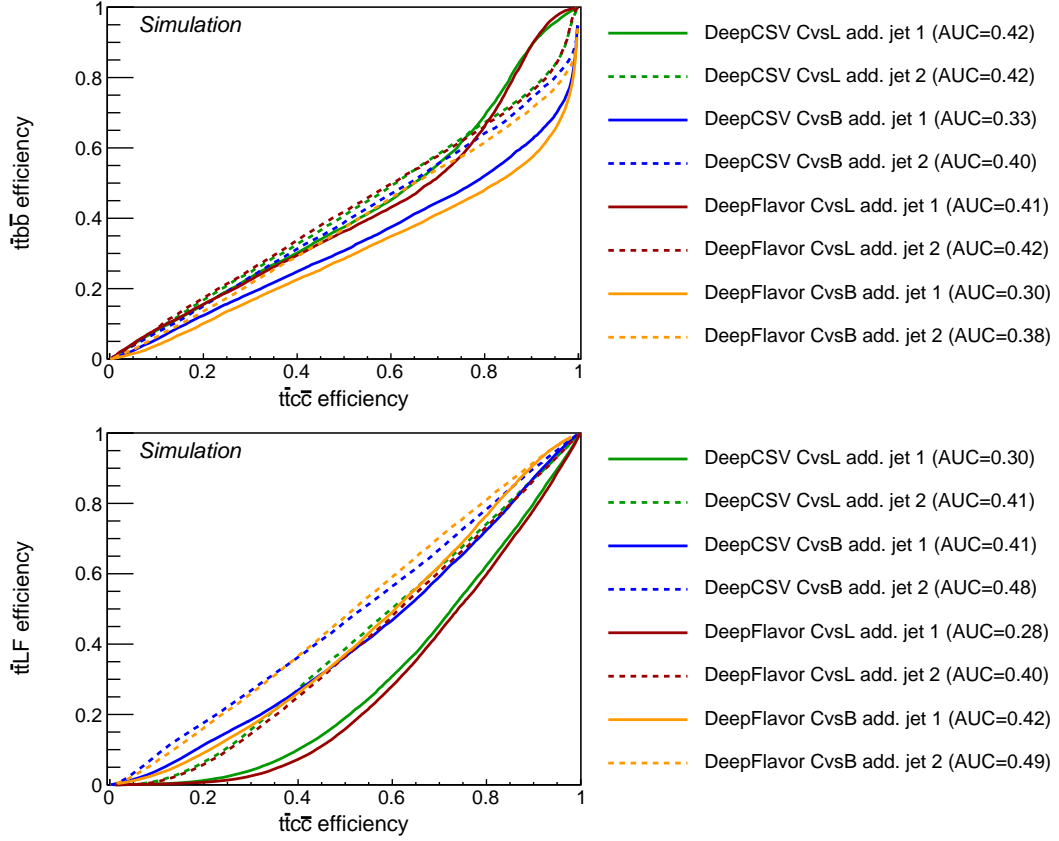 Simulation
1
0.8
0.6
0.4
0.2
0
0 0.2 0.4 0.6 0.8 1
tt̄bb̄ efficiency
tt̄cc̄ efficiency
DeepCSV CvsL add. jet 1 (AUC=0.42)
DeepCSV CvsL add. jet 2 (AUC=0.42)
DeepCSV CvsB add. jet 1 (AUC=0.33)
DeepCSV CvsB add. jet 2 (AUC=0.40)
DeepFlavor CvsL add. jet 1 (AUC=0.41)
DeepFlavor CvsL add. jet 2 (AUC=0.42)
DeepFlavor CvsB add. jet 1 (AUC=0.30)
DeepFlavor CvsB add. jet 2 (AUC=0.38)
Simulation
1
0.8
0.6
0.4
0.2
0
0 0.2 0.4 0.6 0.8 1
tt̄LF efficiency
tt̄cc̄ efficiency
DeepCSV CvsL add. jet 1 (AUC=0.30)
DeepCSV CvsL add. jet 2 (AUC=0.41)
DeepCSV CvsB add. jet 1 (AUC=0.41)
DeepCSV CvsB add. jet 2 (AUC=0.48)
DeepFlavor CvsL add. jet 1 (AUC=0.28)
DeepFlavor CvsL add. jet 2 (AUC=0.40)
DeepFlavor CvsB add. jet 1 (AUC=0.42)
DeepFlavor CvsB add. jet 2 (AUC=0.49)